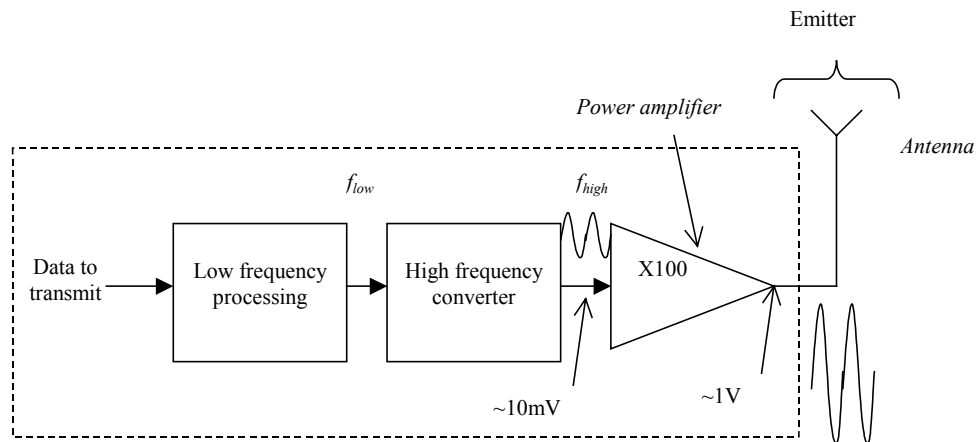 Emitter
Power amplifier
Antenna
f_low
f_high
Data to
transmit
Low frequency
processing
High frequency
converter
X100
~10mV
~1V